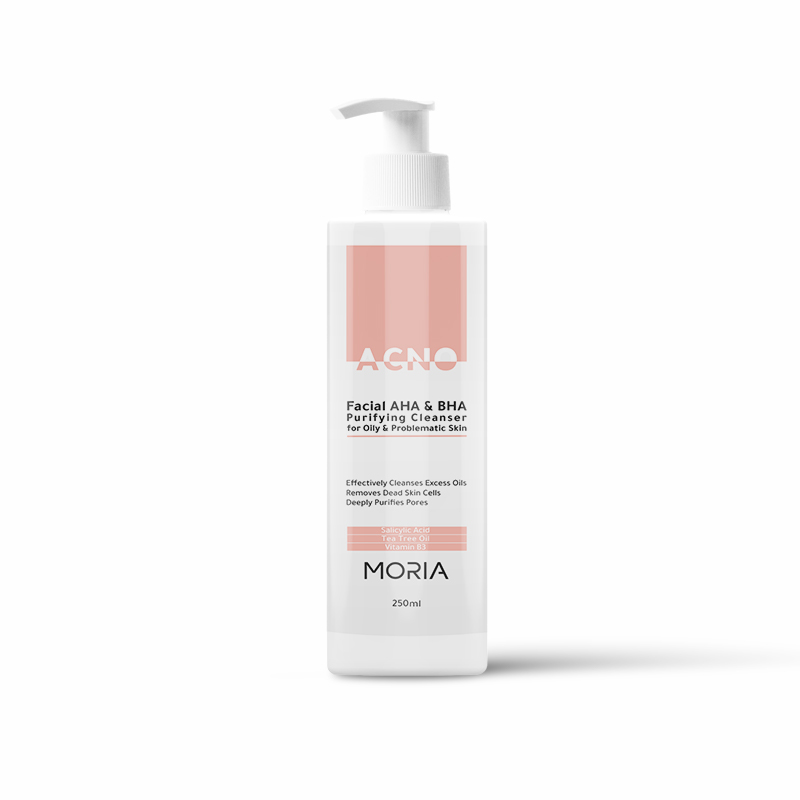 ACNO
Facial AHA & BHA
Purifying Cleanser
for Oily & Problematic Skin
Effectively Cleanses Excess Oils
Removes Dead Skin Cells
Deeply Purifies Pores
Salicylic Acid
Tea Tree Oil
Vitamin B3
MORIA
250ml